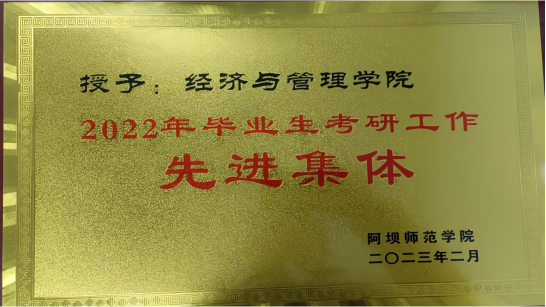 授予：经济与管理学院
2022年毕业生考研工作
先进集体
阿坝师范学院
二〇二三年二月